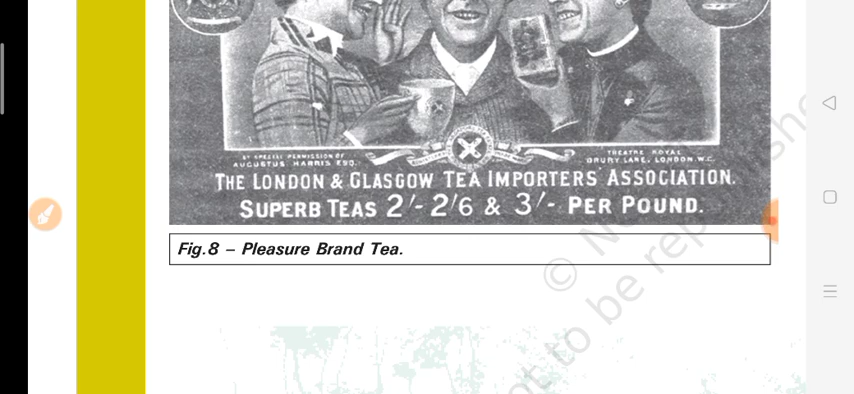 BY SPECIAL PERMISSION OF
AUGUSTUS HARRIS ESQ.
THEATRE ROYAL
DRURY LANE, LONDON.W.C.
THE LONDON & GLASGOW TEA IMPORTERS' ASSOCIATION.
SUPERB TEAS 2/- 2/6 & 3/- PER POUND.
Fig.8 – Pleasure Brand Tea.
©
not to be rep